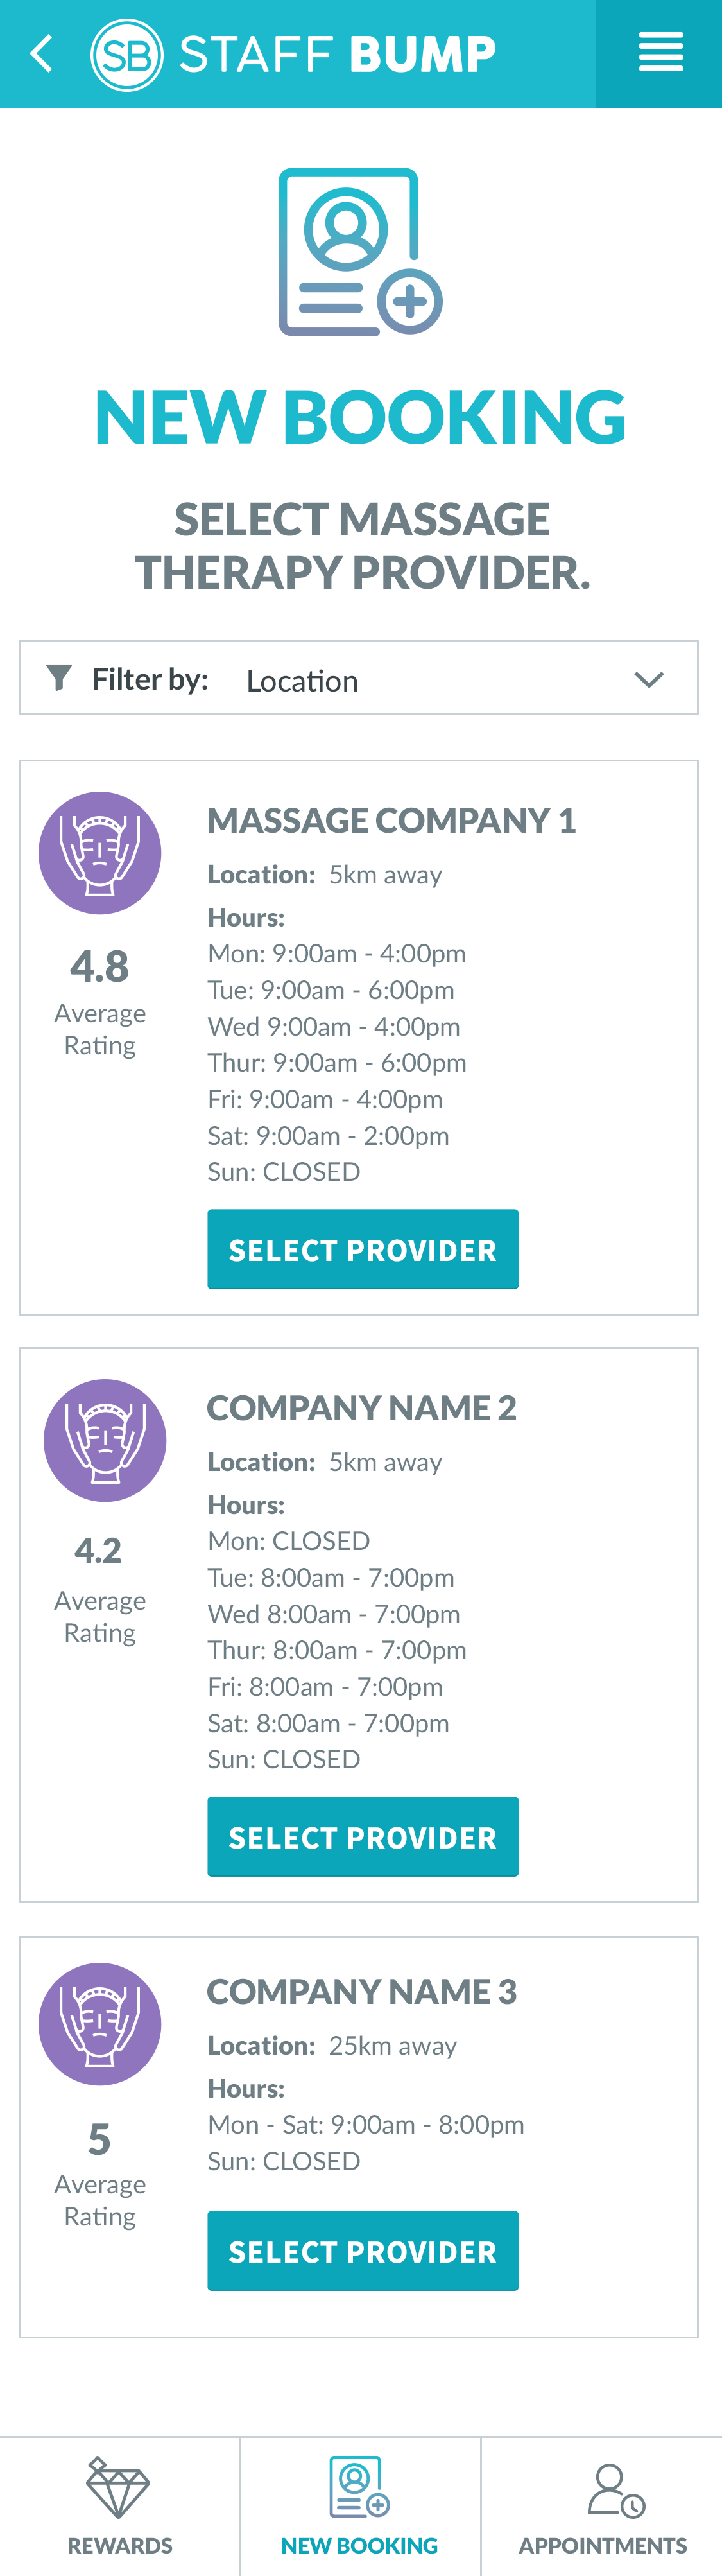 SB STAFF BUMP
NEW BOOKING
SELECT MASSAGE
THERAPY PROVIDER.
Filter by: Location
MASSAGE COMPANY 1
Location: 5km away
Hours:
Mon: 9:00am - 4:00pm
Tue: 9:00am - 6:00pm
Wed 9:00am - 4:00pm
Thur: 9:00am - 6:00pm
Fri: 9:00am - 4:00pm
Sat: 9:00am - 2:00pm
Sun: CLOSED
4.8
Average
Rating
SELECT PROVIDER
COMPANY NAME 2
Location: 5km away
Hours:
Mon: CLOSED
Tue: 8:00am - 7:00pm
Wed 8:00am - 7:00pm
Thur: 8:00am - 7:00pm
Fri: 8:00am - 7:00pm
Sat: 8:00am - 7:00pm
Sun: CLOSED
4.2
Average
Rating
SELECT PROVIDER
COMPANY NAME 3
Location: 25km away
Hours:
Mon - Sat: 9:00am - 8:00pm
Sun: CLOSED
5
Average
Rating
SELECT PROVIDER
REWARDS
NEW BOOKING
APPOINTMENTS